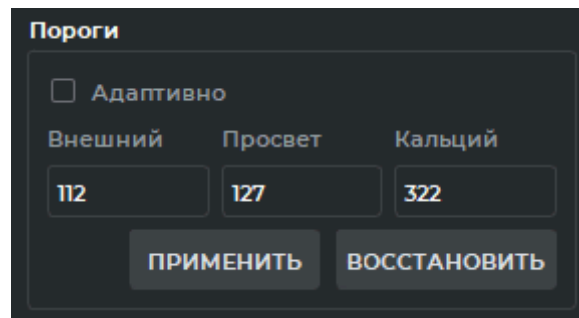 Пороги
Адаптивно
Внешний Просвет Кальций
112 127 322
ПРИМЕНИТЬ ВОССТАНОВИТЬ